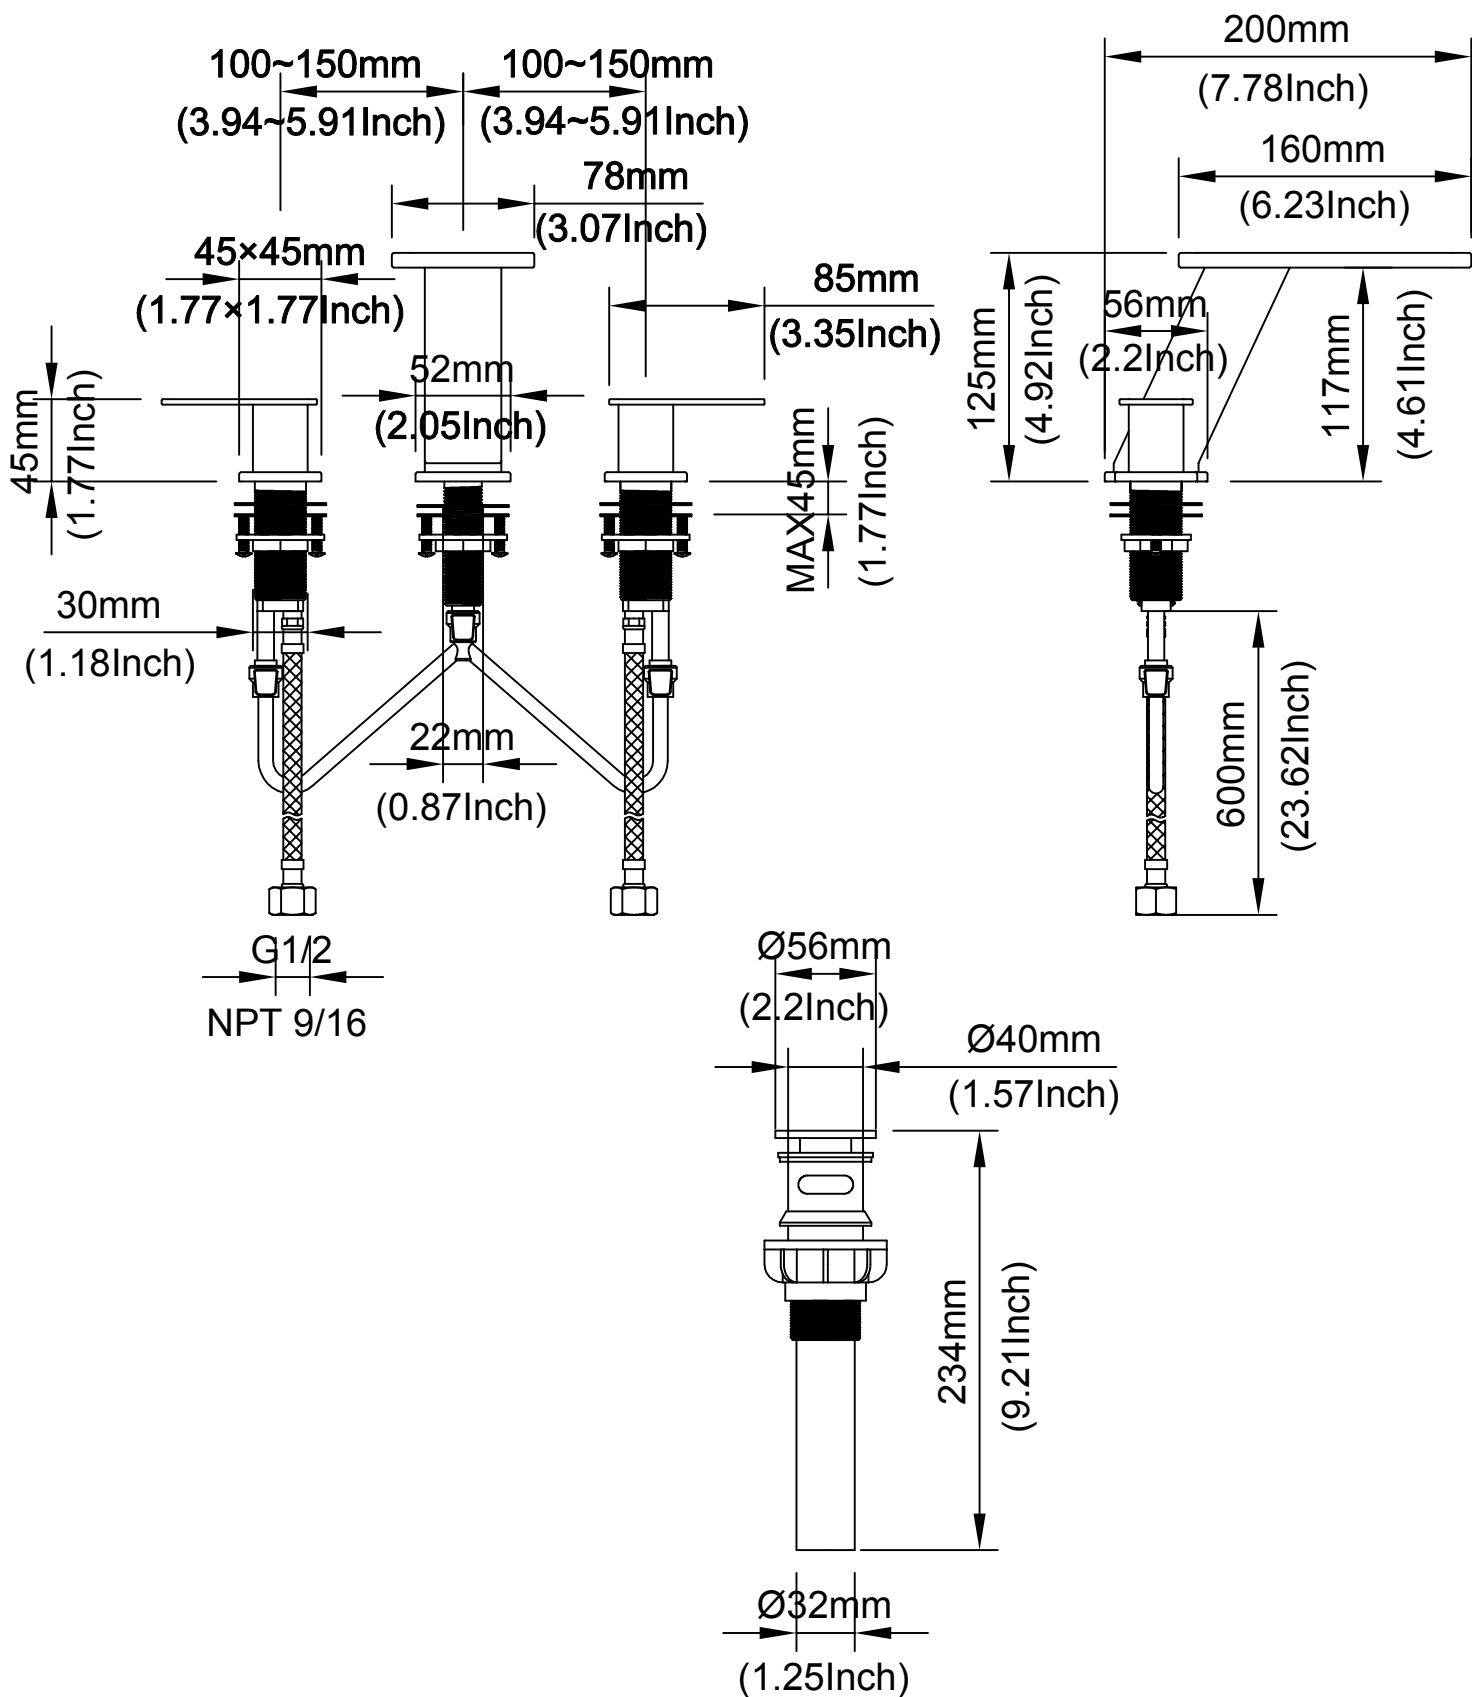 200mm
(7.78Inch)
100~150mm
(3.94~5.91Inch)
100~150mm
(3.94~5.91Inch)
160mm
(6.23Inch)
78mm
(3.07Inch)
45×45mm
(1.77×1.77Inch)
85mm
(3.35Inch)
56mm
(2.2Inch)
125mm
(4.92Inch)
117mm
(4.61Inch)
52mm
(2.05Inch)
45mm
(1.77Inch)
MAX45mm
(1.77Inch)
30mm
(1.18Inch)
22mm
(0.87Inch)
600mm
(23.62Inch)
G1/2
NPT 9/16
Ø56mm
(2.2Inch)
Ø40mm
(1.57Inch)
234mm
(9.21Inch)
Ø32mm
(1.25Inch)